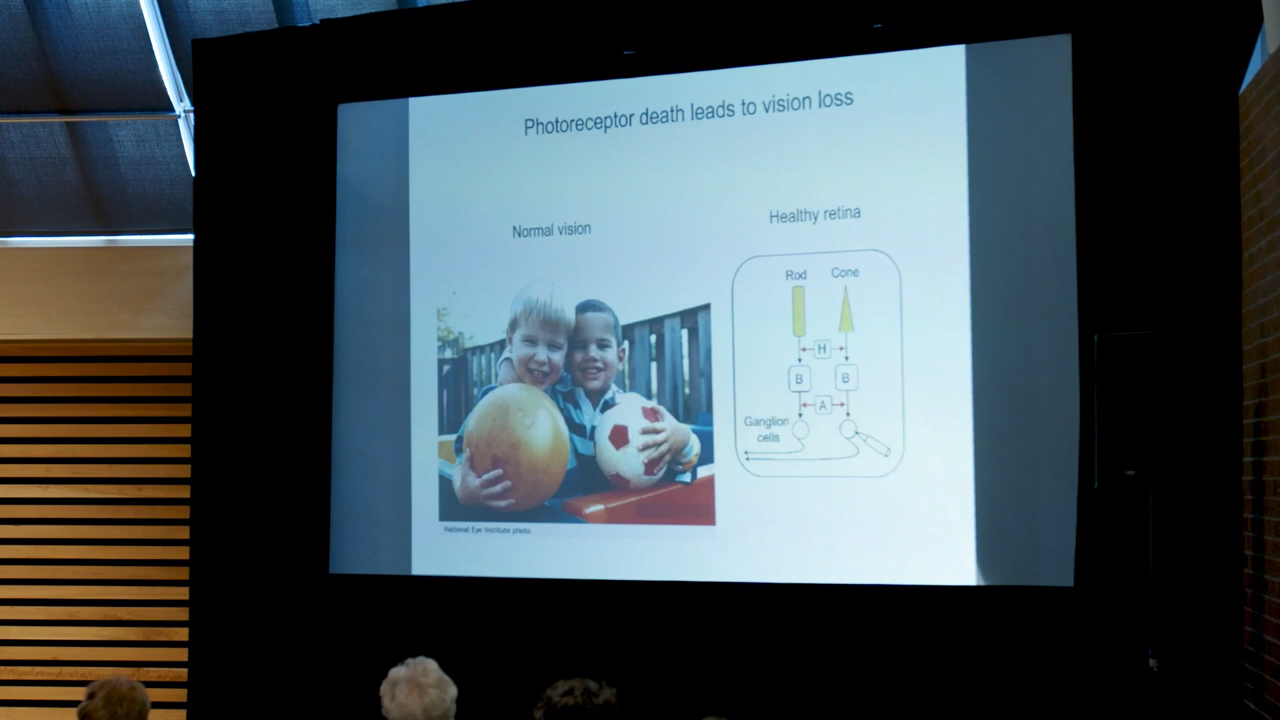 Photoreceptor death leads to vision loss
Normal vision
Healthy retina
Rod
Cone
H
B
B
A
Ganglion
cells
National Eye Institute photo